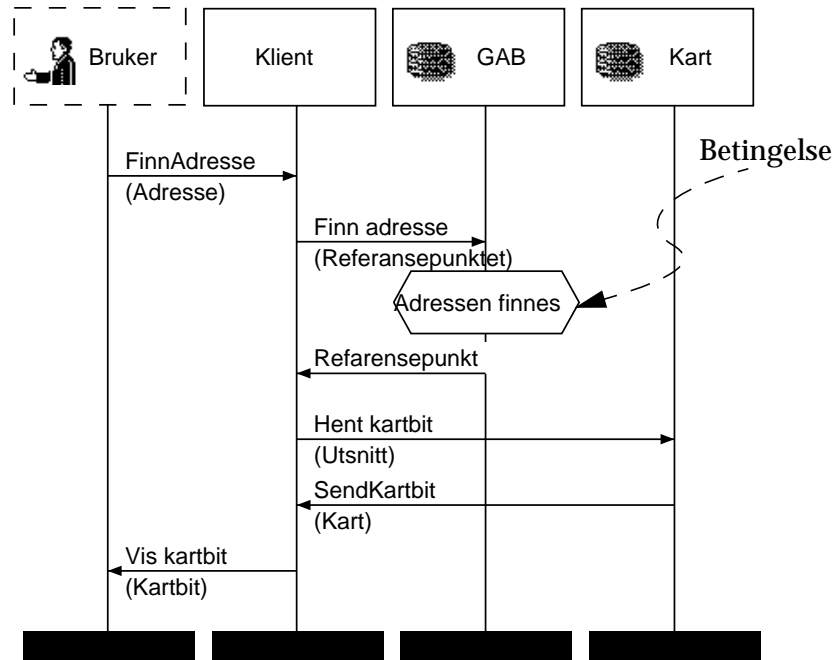 Bruker
Klient
GAB
Kart
Betingelse
FinnAdresse
(Adresse)
Finn adresse
(Referansepunktet)
Adressen finnes
Refarensepunkt
Hent kartbit
(Utsnitt)
SendKartbit
(Kart)
Vis kartbit
(Kartbit)